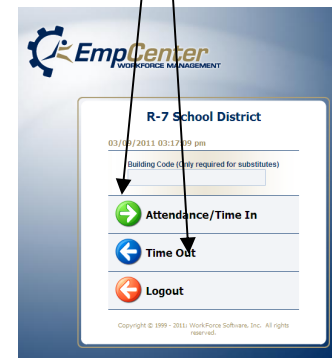 EmpCenter
WORKFORCE MANAGEMENT
R-7 School District
03/09/2011 03:17:09 pm
Building Code (Only required for substitutes)
Attendance/Time In
Time Out
Logout
Copyright © 1999 - 2011; WorkForce Software, Inc. All rights
reserved.